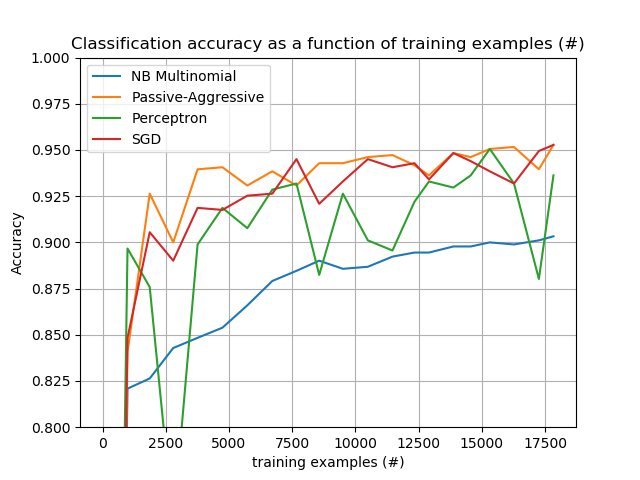 Classification accuracy as a function of training examples (#)
1.000
0.975
0.950
0.925
0.900
0.875
0.850
0.825
0.800
Accuracy
NB Multinomial
Passive-Aggressive
Perceptron
SGD
0
2500
5000
7500
10000
12500
15000
17500
training examples (#)